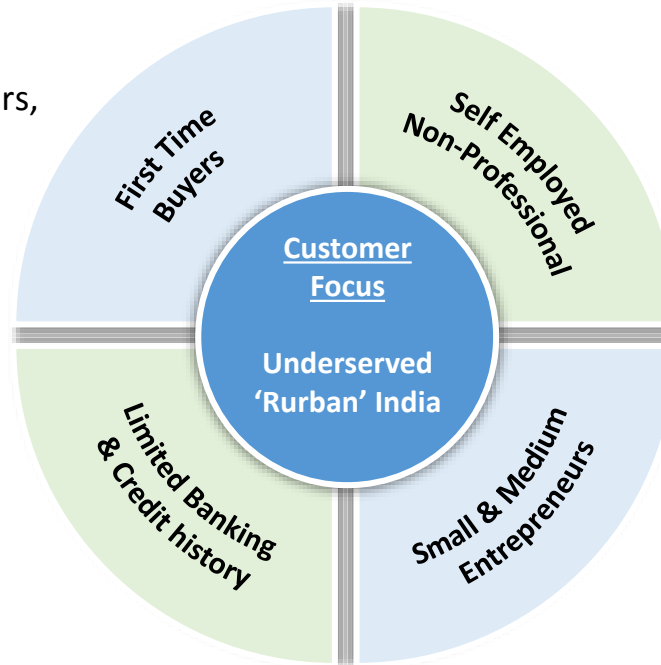 rs,
First Time
Buyers
Self Employed
Non-Professional
Customer
Focus
Underserved
‘Rurban’ India
Limited Banking
& Credit history
Small & Medium
Entrepreneurs